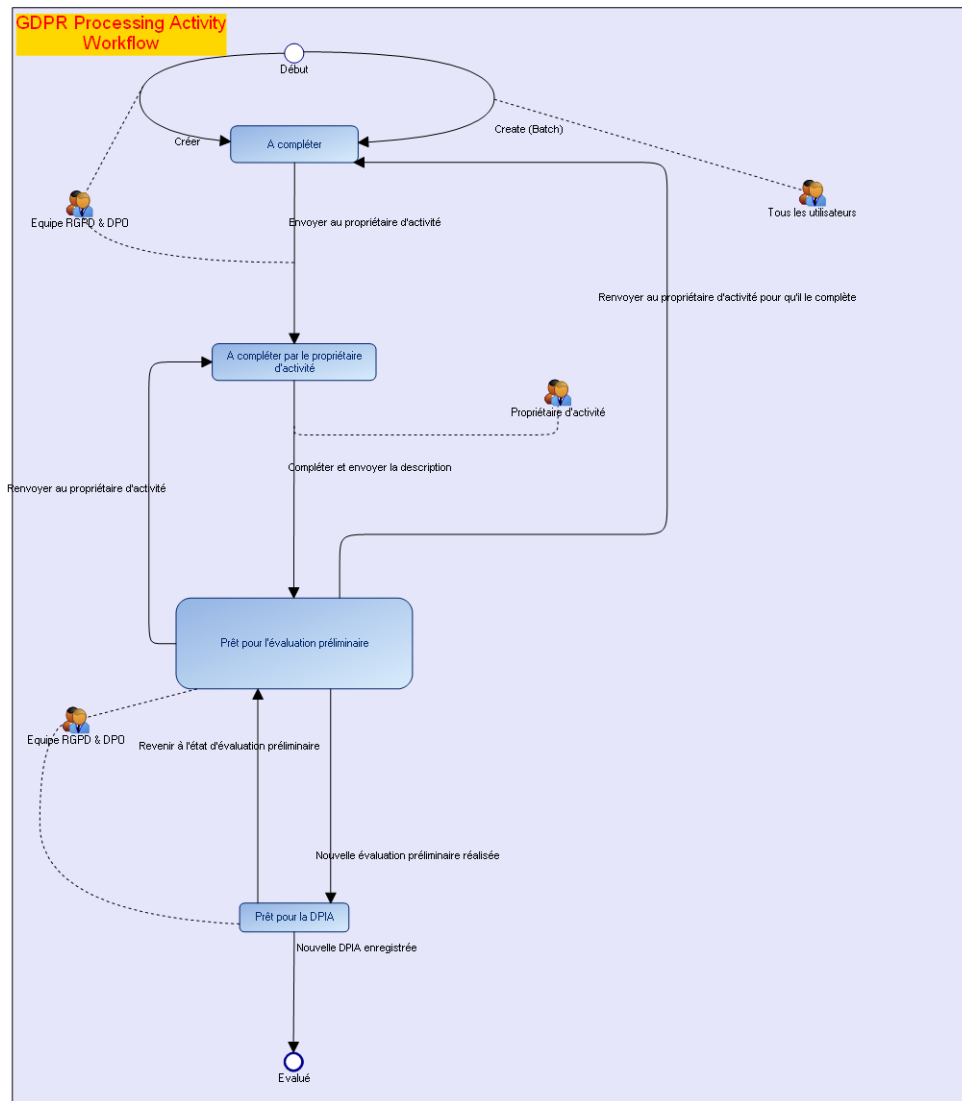 GDPR Processing Activity
Workflow
Début
Créer
Create (Batch)
A compléter
Equipe RGPD & DPO
Tous les utilisateurs
Envoyer au propriétaire d'activité
Renvoyer au propriétaire d'activité pour qu'il le complète
A compléter par le propriétaire
d'activité
Propriétaire d'activité
Compléter et envoyer la description
Renvoyer au propriétaire d'activité
Prêt pour l'évaluation préliminaire
Equipe RGPD & DPO
Revenir à l'état d'évaluation préliminaire
Nouvelle évaluation préliminaire réalisée
Prêt pour la DPIA
Nouvelle DPIA enregistrée
Evalué